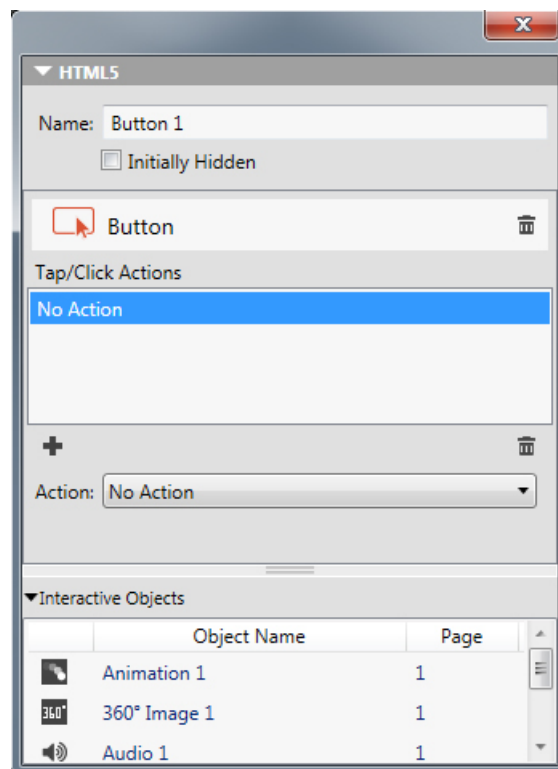 HTML5
Name: Button 1
Initially Hidden
Button
Tap/Click Actions
No Action
Action: No Action
Interactive Objects
Object Name Page
Animation 1 1
360° 360° Image 1 1
Audio 1 1